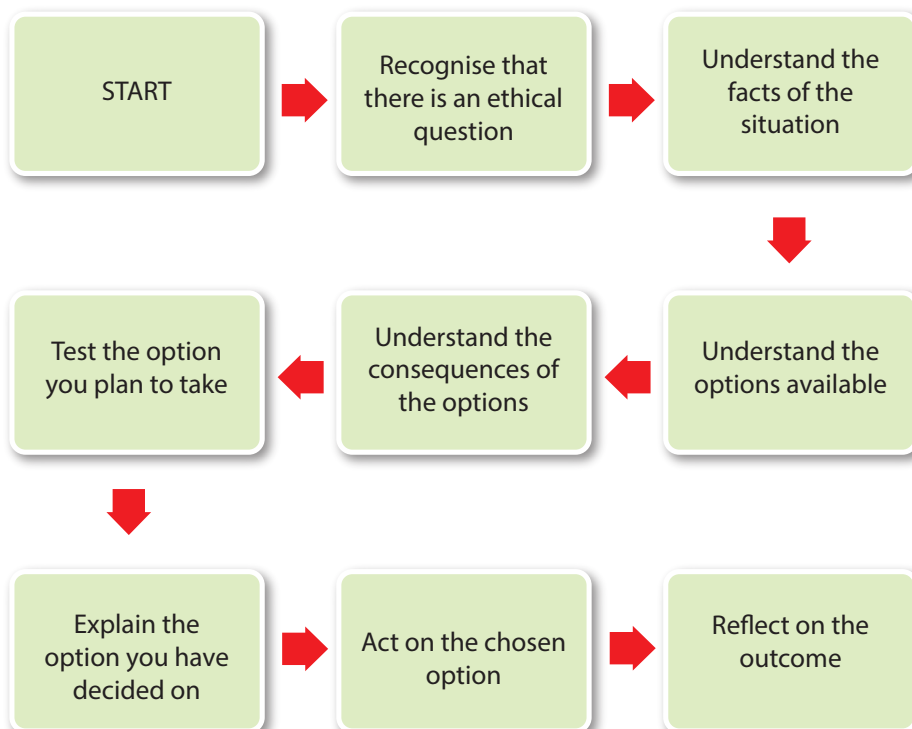 START
Recognise that
there is an ethical
question
Understand the
facts of the
situation
Understand the
options available
Understand the
consequences of
the options
Test the option
you plan to take
Explain the
option you have
decided on
Act on the chosen
option
Reflect on the
outcome